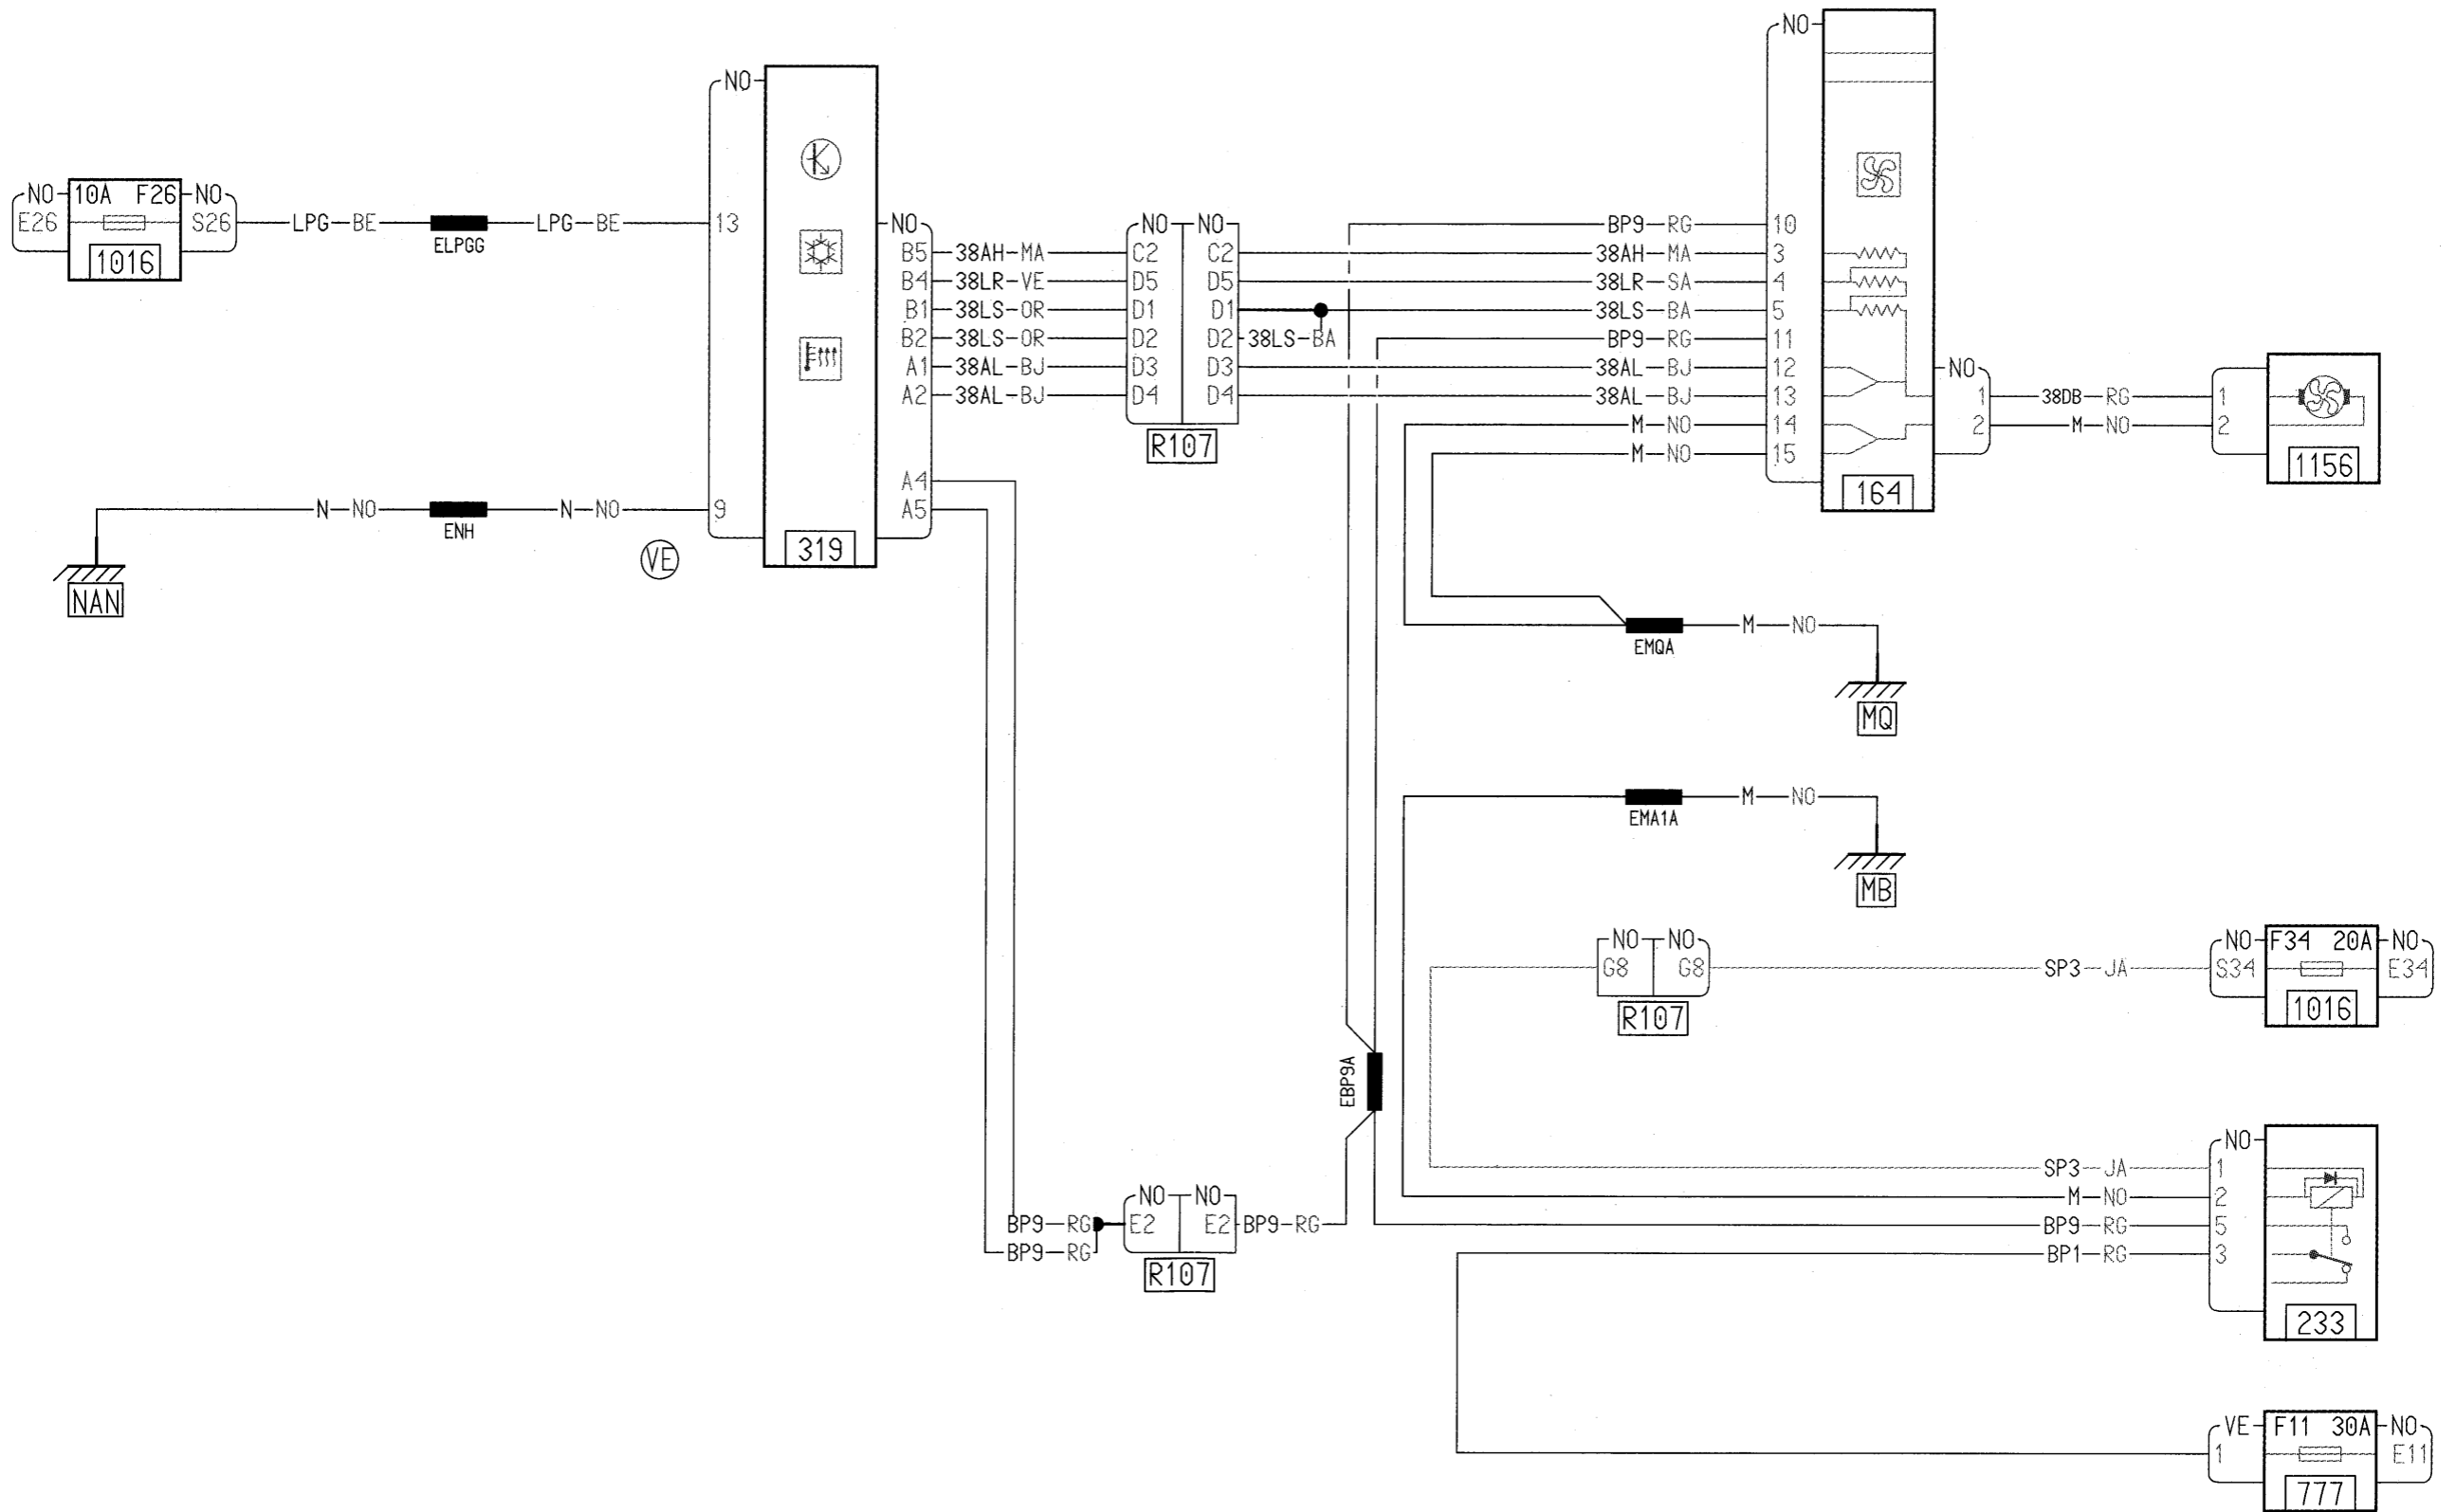 NO 10A F26 NO
E26 S26 LPG BE LPG BE 13
ELPGG
1016
NO
NO
B5 38AH MA C2
B4 38LR VE D5
B1 38LS OR D1
B2 38LS OR D2
A1 38AL BJ D3
A2 38AL BJ D4
A4
A5
N NO N NO 9
ENH
VE
319
NAN
NO NO
C2
D5
D1
D2 38LS BA
D3
D4
R107
NO
BP9 RG 10
38AH MA 3
38LR SA 4
38LS BA 5
BP9 RG 11
38AL BJ 12
38AL BJ 13
M NO 14
M NO 15
164
NO
1 38DB RG 1
2 M NO 2
1156
M NO
EMQA
MQ
M NO
EMA1A
MB
NO NO
G8 G8 SP3 JA
R107
NO F34 20A NO
S34 E34
1016
EBP9A
NO
SP3 JA 1
M NO 2
BP9 RG 5
BP1 RG 3
233
NO NO
BP9 RG E2 E2 BP9 RG
BP9 RG
R107
VE F11 30A NO
1 E11
777